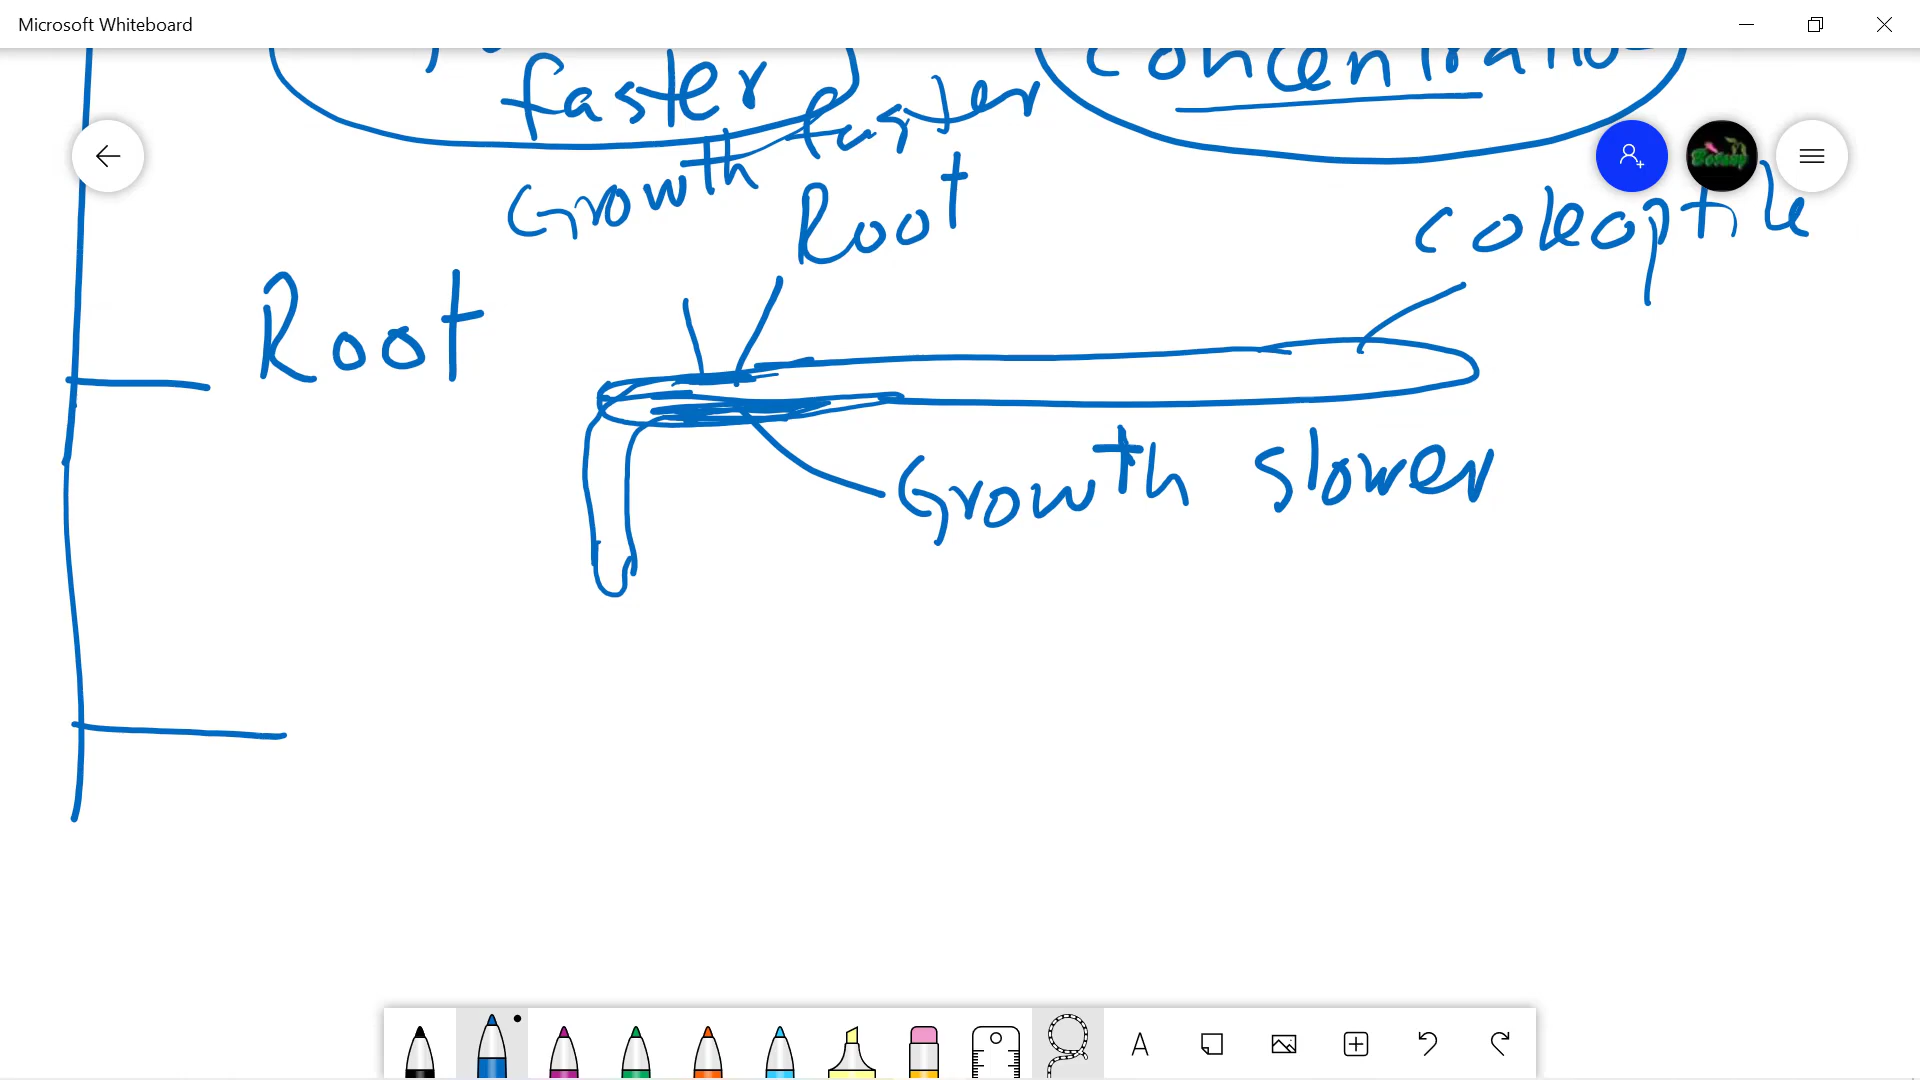 Microsoft Whiteboard
faster
faster
Growth
Root
Coleoptile
Root
Growth slower
A